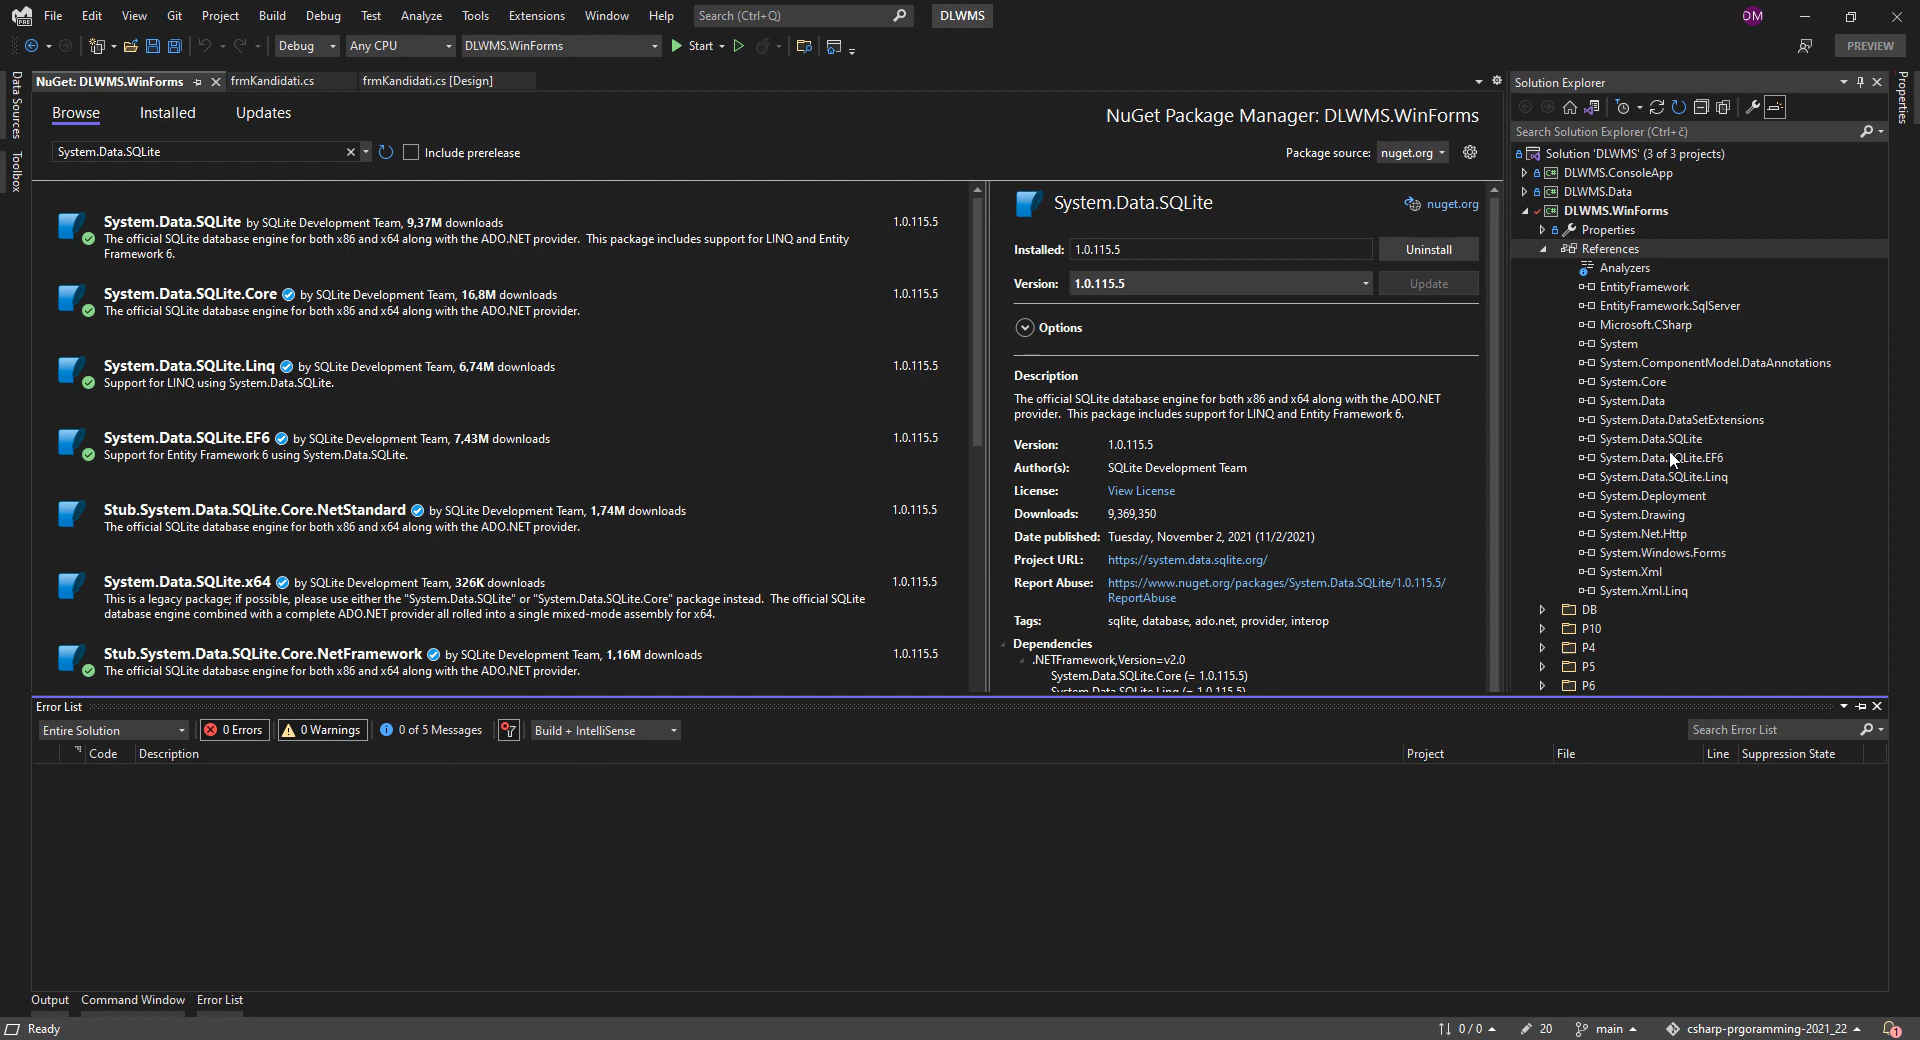 File Edit View Git Project Build Debug Test Analyze Tools Extensions Window Help Search (Ctrl+Q) DLWMS DM
Debug Any CPU DLWMS.WinForms Start PREVIEW
Data Sources
Toolbox
NuGet: DLWMS.WinForms frmKandidati.cs frmKandidati.cs [Design]
Browse Installed Updates
NuGet Package Manager: DLWMS.WinForms
System.Data.SQLite Include prerelease
Package source: nuget.org
System.Data.SQLite by SQLite Development Team, 9,37M downloads 1.0.115.5
The official SQLite database engine for both x86 and x64 along with the ADO.NET provider. This package includes support for LINQ and Entity
Framework 6.
System.Data.SQLite.Core by SQLite Development Team, 16,8M downloads 1.0.115.5
The official SQLite database engine for both x86 and x64 along with the ADO.NET provider.
System.Data.SQLite.Linq by SQLite Development Team, 6,74M downloads 1.0.115.5
Support for LINQ using System.Data.SQLite.
System.Data.SQLite.EF6 by SQLite Development Team, 7,43M downloads 1.0.115.5
Support for Entity Framework 6 using System.Data.SQLite.
Stub.System.Data.SQLite.Core.NetStandard by SQLite Development Team, 1,74M downloads 1.0.115.5
The official SQLite database engine for both x86 and x64 along with the ADO.NET provider.
System.Data.SQLite.x64 by SQLite Development Team, 326K downloads 1.0.115.5
This is a legacy package; if possible, please use either the "System.Data.SQLite" or "System.Data.SQLite.Core" package instead. The official SQLite
database engine combined with a complete ADO.NET provider all rolled into a single mixed-mode assembly for x64.
Stub.System.Data.SQLite.Core.NetFramework by SQLite Development Team, 1,16M downloads 1.0.115.5
The official SQLite database engine for both x86 and x64 along with the ADO.NET provider.
System.Data.SQLite nuget.org
Installed: 1.0.115.5 Uninstall
Version: 1.0.115.5 Update
Options
Description
The official SQLite database engine for both x86 and x64 along with the ADO.NET
provider. This package includes support for LINQ and Entity Framework 6.
Version: 1.0.115.5
Author(s): SQLite Development Team
License: View License
Downloads: 9,369,350
Date published: Tuesday, November 2, 2021 (11/2/2021)
Project URL: https://system.data.sqlite.org/
Report Abuse: https://www.nuget.org/packages/System.Data.SQLite/1.0.115.5/
ReportAbuse
Tags: sqlite, database, ado.net, provider, interop
Dependencies
.NETFramework,Version=v2.0
System.Data.SQLite.Core (= 1.0.115.5)
System.Data.SQLite.Linq (= 1.0.115.5)
Solution Explorer
Search Solution Explorer (Ctrl+č)
Solution 'DLWMS' (3 of 3 projects)
DLWMS.ConsoleApp
DLWMS.Data
DLWMS.WinForms
Properties
References
Analyzers
EntityFramework
EntityFramework.SqlServer
Microsoft.CSharp
System
System.ComponentModel.DataAnnotations
System.Core
System.Data
System.Data.DataSetExtensions
System.Data.SQLite
System.Data.SQLite.EF6
System.Data.SQLite.Linq
System.Deployment
System.Drawing
System.Net.Http
System.Windows.Forms
System.Xml
System.Xml.Linq
DB
P10
P4
P5
P6
Properties
Error List
Entire Solution 0 Errors 0 Warnings 0 of 5 Messages Build + IntelliSense Search Error List
Code Description Project File Line Suppression State
Output Command Window Error List
Ready 0 / 0 20 main csharp-prgoramming-2021_22 1